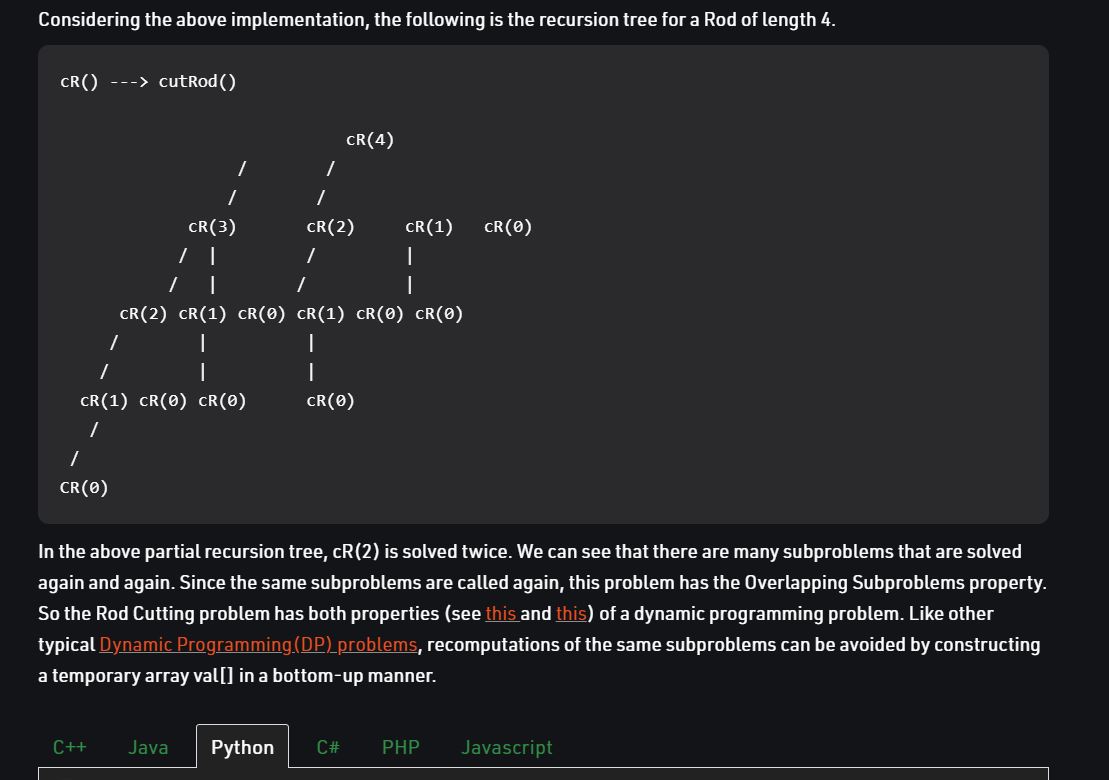 Considering the above implementation, the following is the recursion tree for a Rod of length 4.
cR() ---> cutRod()
cR(4)
/ /
/ /
cR(3) cR(2) cR(1) cR(0)
/ | / |
/ | / |
cR(2) cR(1) cR(0) cR(1) cR(0) cR(0)
/ | |
/ | |
cR(1) cR(0) cR(0) cR(0)
/
/
CR(0)
In the above partial recursion tree, cR(2) is solved twice. We can see that there are many subproblems that are solved
again and again. Since the same subproblems are called again, this problem has the Overlapping Subproblems property.
So the Rod Cutting problem has both properties (see this and this) of a dynamic programming problem. Like other
typical Dynamic Programming(DP) problems, recomputations of the same subproblems can be avoided by constructing
a temporary array val[] in a bottom-up manner.
C++ Java Python C# PHP Javascript